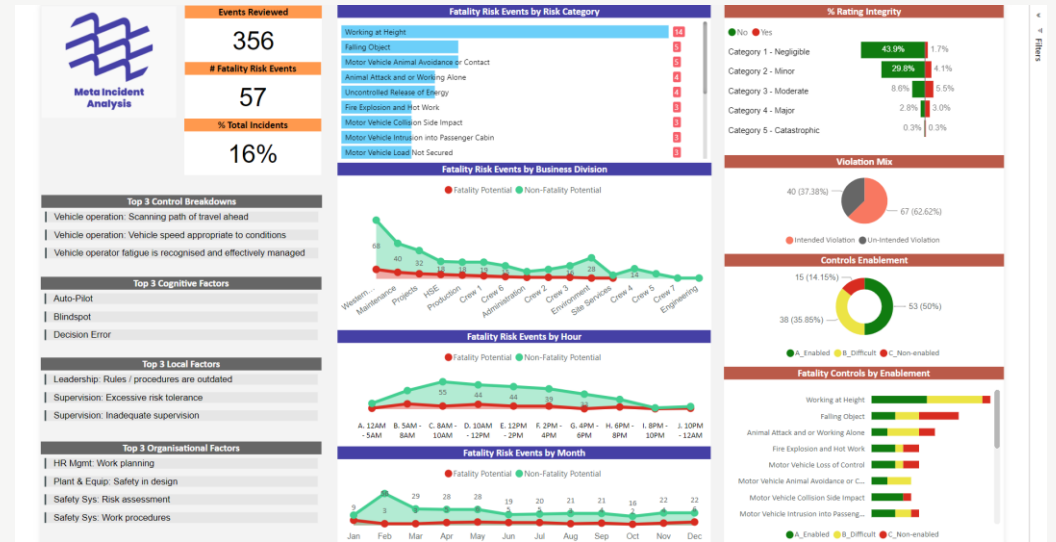 Meta Incident
Analysis
Events Reviewed
356
# Fatality Risk Events
57
% Total Incidents
16%
Top 3 Control Breakdowns
Vehicle operation: Scanning path of travel ahead
Vehicle operation: Vehicle speed appropriate to conditions
Vehicle operator fatigue is recognised and effectively managed
Top 3 Cognitive Factors
Auto-Pilot
Blindspot
Decision Error
Top 3 Local Factors
Leadership: Rules / procedures are outdated
Supervision: Excessive risk tolerance
Supervision: Inadequate supervision
Top 3 Organisational Factors
HR Mgmt: Work planning
Plant & Equip: Safety in design
Safety Sys: Risk assessment
Safety Sys: Work procedures
Fatality Risk Events by Risk Category
Working at Height 14
Falling Object 5
Motor Vehicle Animal Avoidance or Contact 5
Animal Attack and or Working Alone 4
Uncontrolled Release of Energy 4
Fire Explosion and Hot Work 3
Motor Vehicle Collision Side Impact 3
Motor Vehicle Intrusion into Passenger Cabin 3
Motor Vehicle Load Not Secured 3
Fatality Risk Events by Business Division
Fatality Potential Non-Fatality Potential
68 40 32 18 18 19 16 28 14
Western... Maintenance Projects HSE Production Crew 1 Crew 6 Administration Crew 2 Crew 3 Environment Site Services Crew 4 Crew 5 Crew 7 Engineering
Fatality Risk Events by Hour
Fatality Potential Non-Fatality Potential
55 44 44 39
A. 12AM B. 5AM - C. 8AM - D. 10AM E. 12PM F. 2PM - G. 4PM - H. 6PM - I. 8PM - J. 10PM
- 5AM 8AM 10AM - 12PM - 2PM 4PM 6PM 8PM 10PM - 12AM
Fatality Risk Events by Month
Fatality Potential Non-Fatality Potential
9 3 29 28 28 19 20 21 21 16 22 22
Jan Feb Mar Apr May Jun Jul Aug Sep Oct Nov Dec
% Rating Integrity
No Yes
Category 1 - Negligible 43.9% 1.7%
Category 2 - Minor 29.8% 4.1%
Category 3 - Moderate 8.6% 5.5%
Category 4 - Major 2.8% 3.0%
Category 5 - Catastrophic 0.3% 0.3%
Violation Mix
40 (37.38%)
67 (62.62%)
Intended Violation Un-Intended Violation
Controls Enablement
15 (14.15%)
53 (50%)
38 (35.85%)
A_Enabled B_Difficult C_Non-enabled
Fatality Controls by Enablement
Working at Height
Falling Object
Animal Attack and or Working Alone
Fire Explosion and Hot Work
Motor Vehicle Loss of Control
Motor Vehicle Animal Avoidance or C...
Motor Vehicle Collision Side Impact
Motor Vehicle Intrusion into Passeng...
A_Enabled B_Difficult C_Non-enabled
Filters